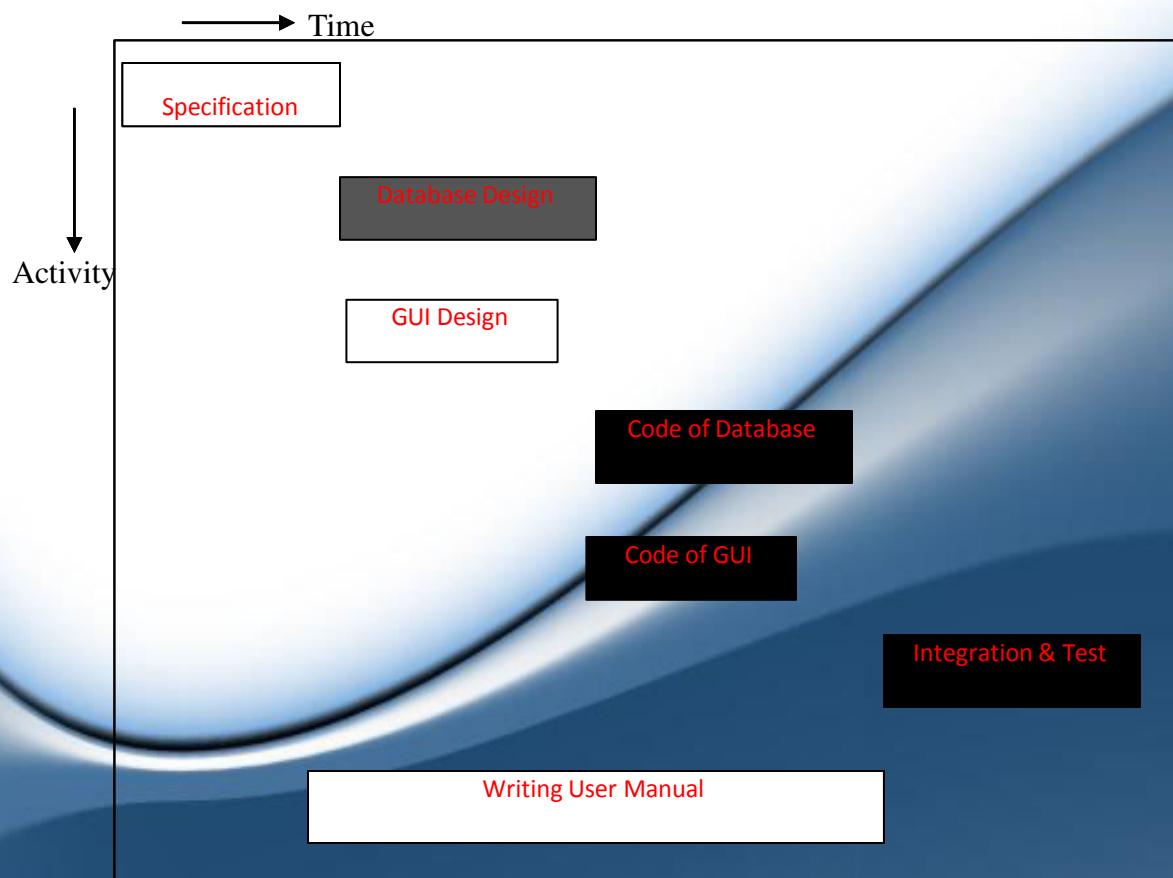 Time
Specification
Database Design
Activity
GUI Design
Code of Database
Code of GUI
Integration & Test
Writing User Manual